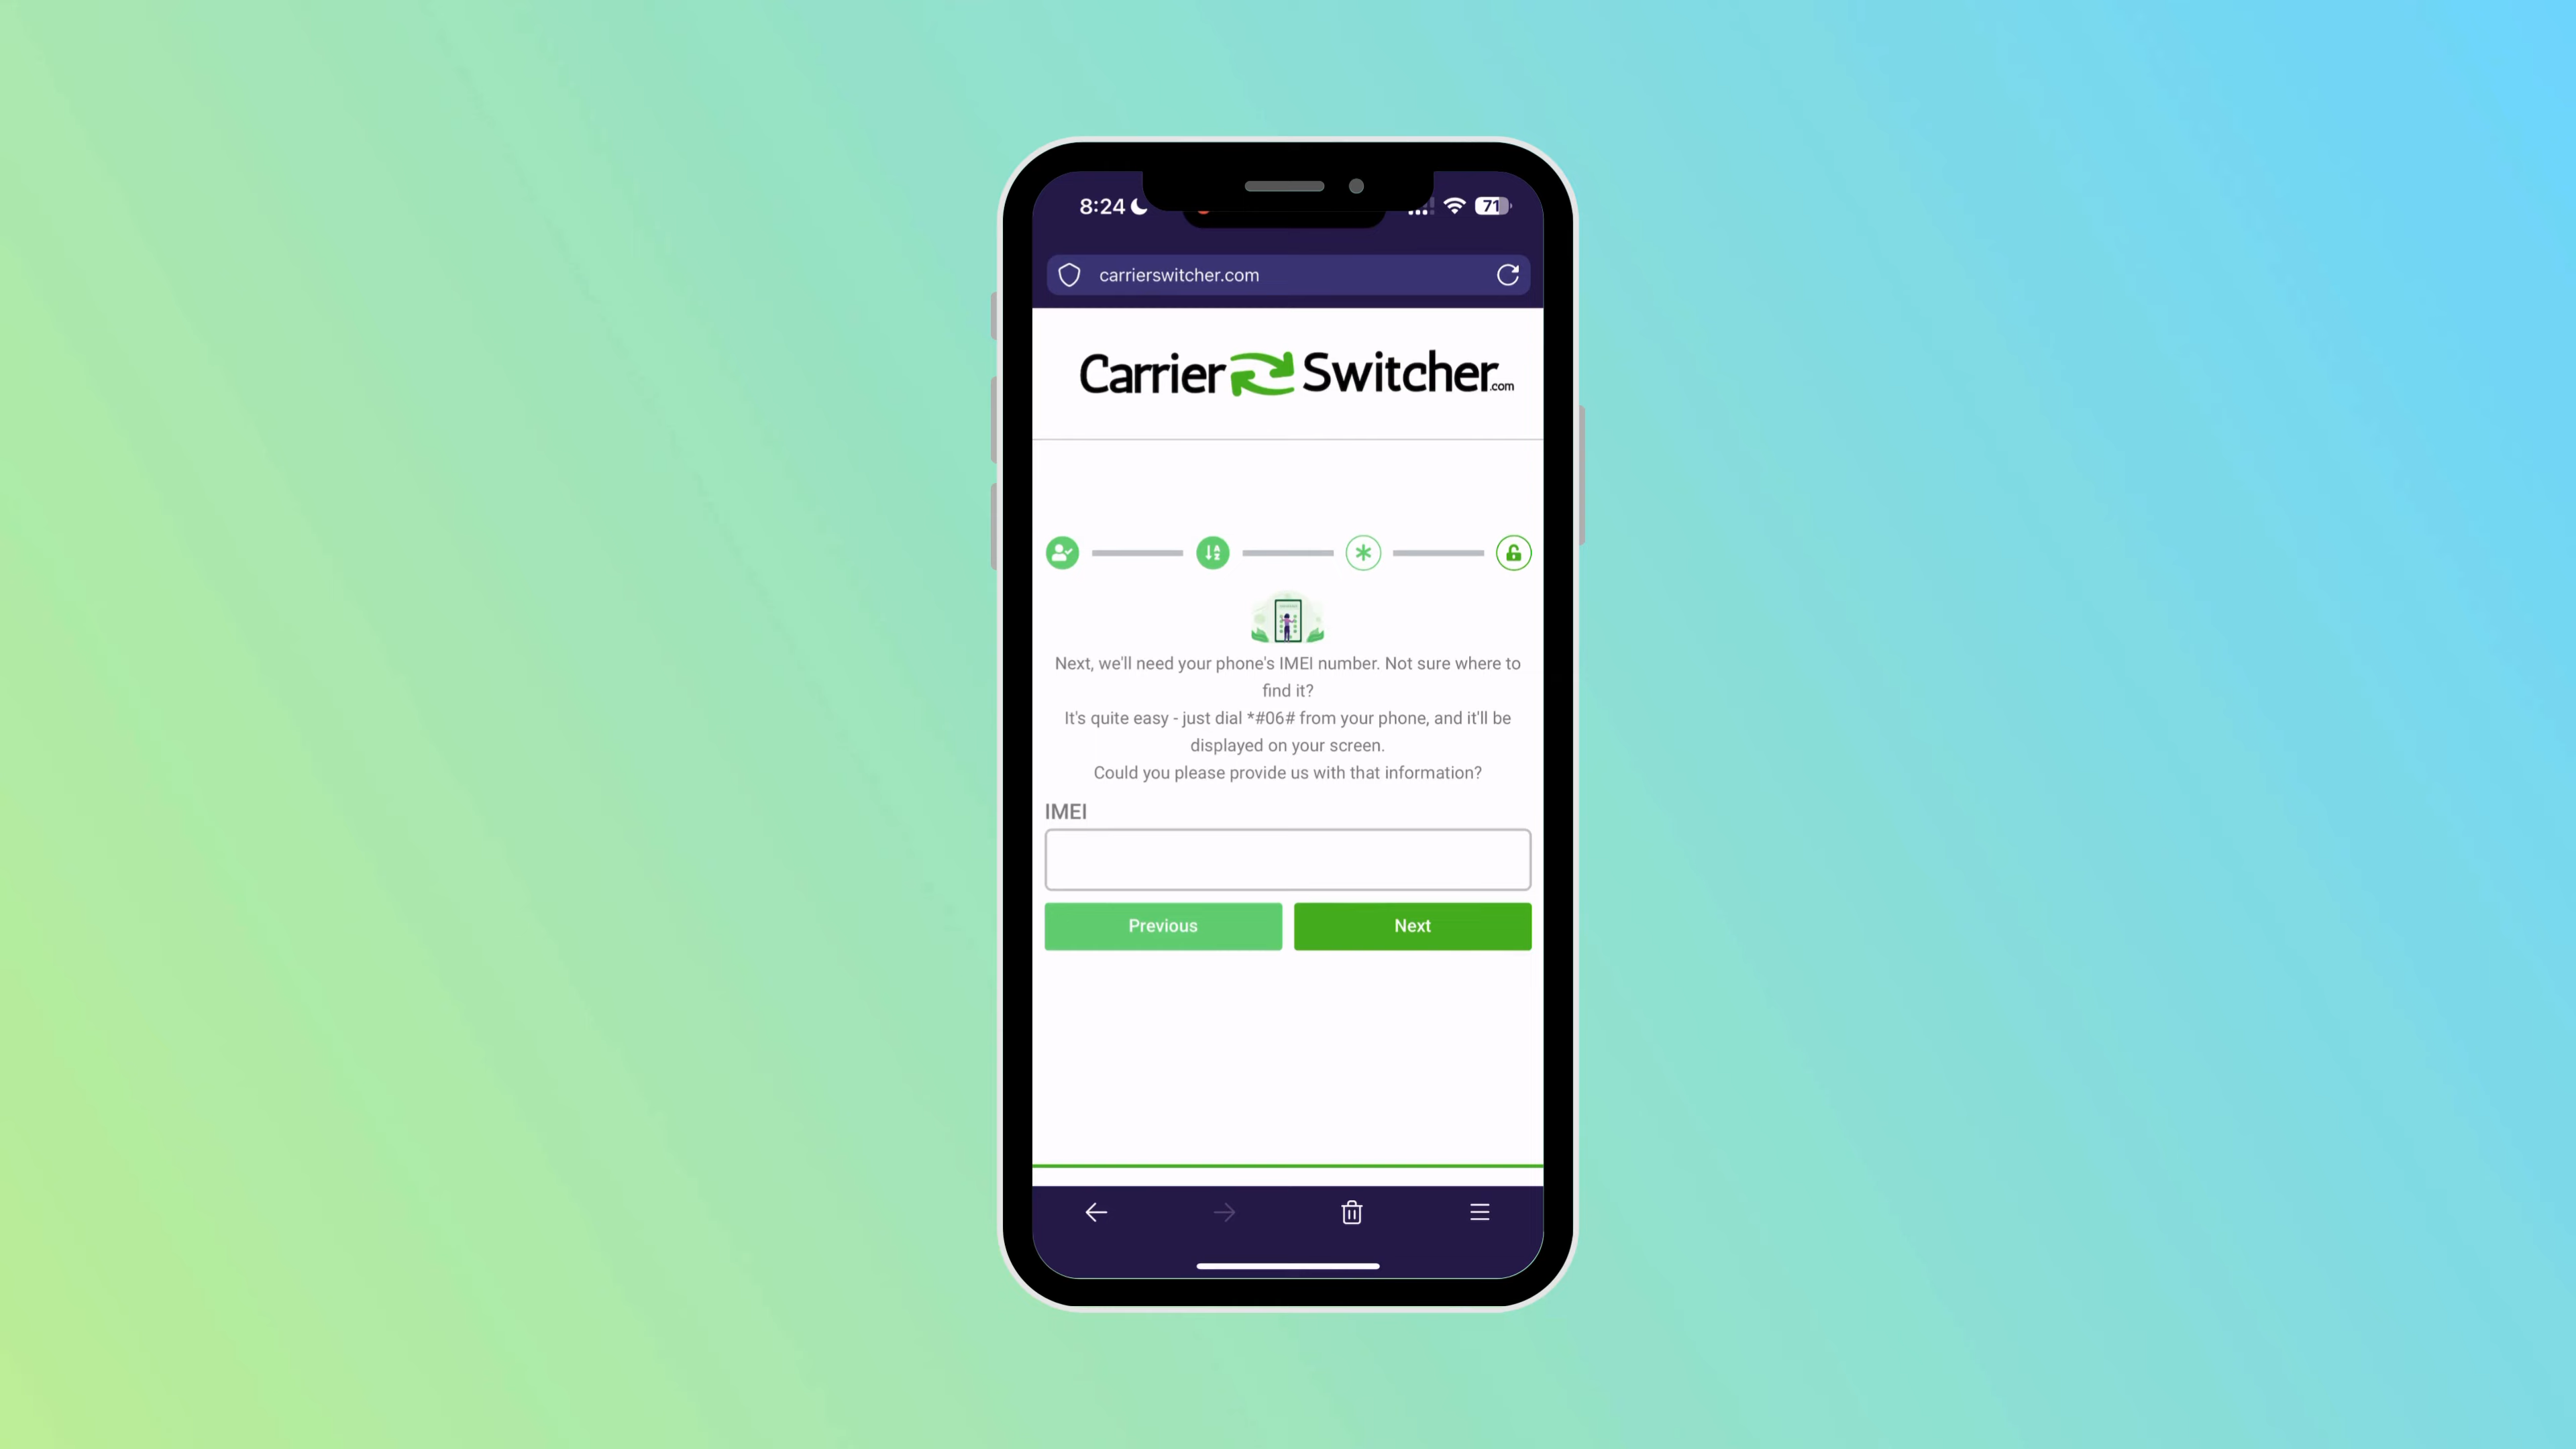 8:24
71
carrierswitcher.com
Carrier Switcher.com
Next, we'll need your phone's IMEI number. Not sure where to
find it?
It's quite easy - just dial *#06# from your phone, and it'll be
displayed on your screen.
Could you please provide us with that information?
IMEI
Previous
Next